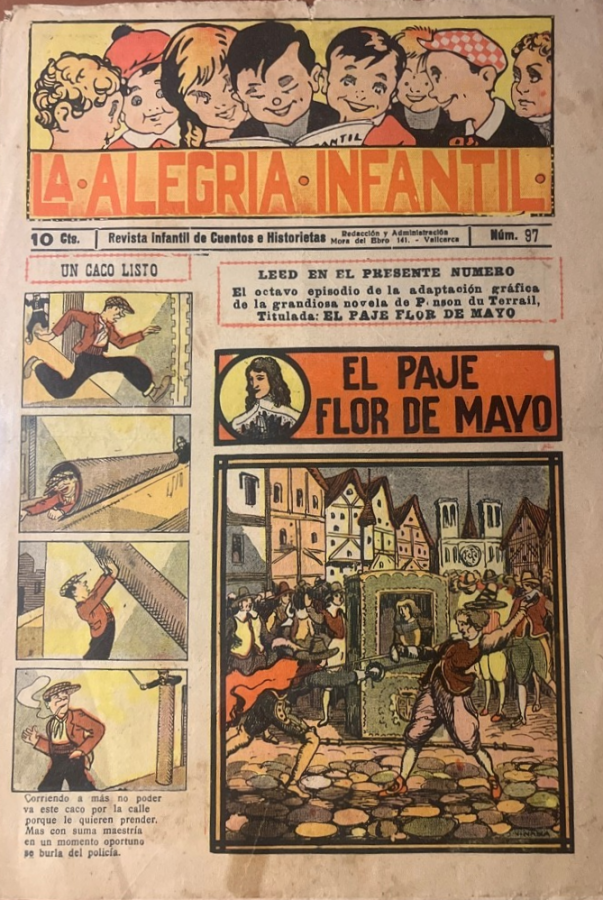 ANTIL
LA·ALEGRIA·INFANTIL·
10 Cts.
Revista Infantil de Cuentos e Historietas
Redacción y Administración
Mora del Ebro 141. - Vallcarca
Núm. 97
UN CACO LISTO
LEED EN EL PRESENTE NUMERO
El octavo episodio de la adaptación gráfica
de la grandiosa novela de P nson du Terrail,
Titulada: EL PAJE FLOR DE MAYO
EL PAJE
FLOR DE MAYO
Corriendo a más no poder
va este caco por la calle
porque le quieren prender.
Mas con suma maestría
en un momento oportuno
se burla del policía.